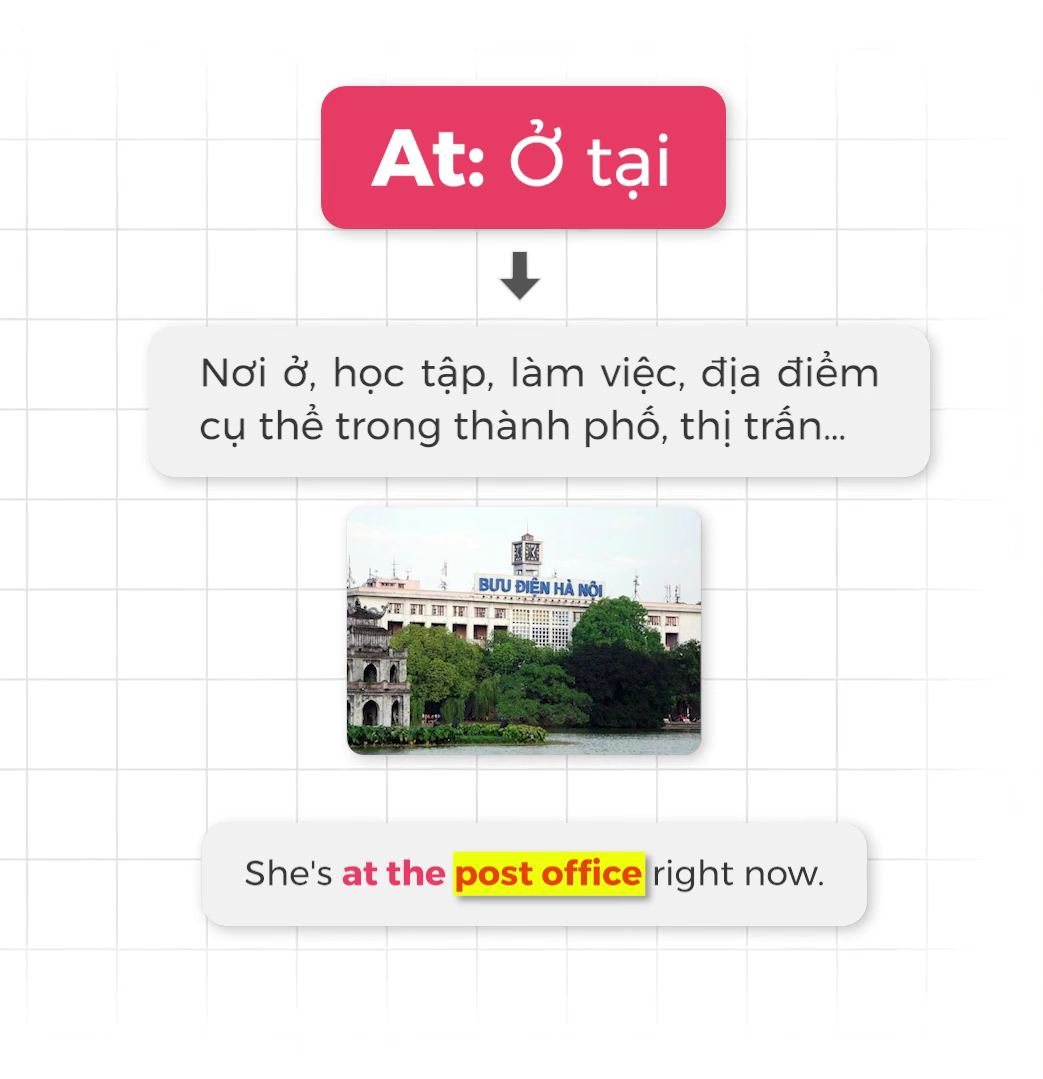 At: Ở tại
Nơi ở, học tập, làm việc, địa điểm
cụ thể trong thành phố, thị trấn...
BƯU ĐIỆN HÀ NỘI
She's at the post office right now.